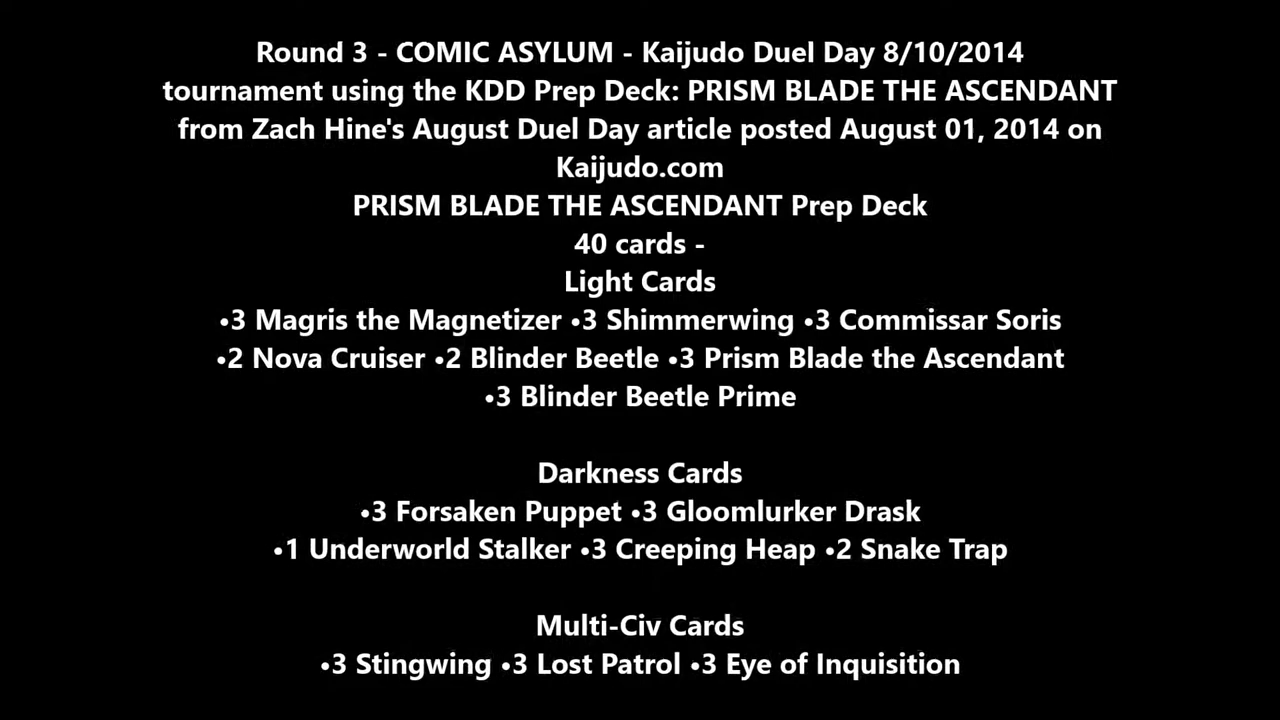 Round 3 - COMIC ASYLUM - Kaijudo Duel Day 8/10/2014
tournament using the KDD Prep Deck: PRISM BLADE THE ASCENDANT
from Zach Hine's August Duel Day article posted August 01, 2014 on
Kaijudo.com
PRISM BLADE THE ASCENDANT Prep Deck
40 cards -
Light Cards
•3 Magris the Magnetizer •3 Shimmerwing •3 Commissar Soris
•2 Nova Cruiser •2 Blinder Beetle •3 Prism Blade the Ascendant
•3 Blinder Beetle Prime
Darkness Cards
•3 Forsaken Puppet •3 Gloomlurker Drask
•1 Underworld Stalker •3 Creeping Heap •2 Snake Trap
Multi-Civ Cards
•3 Stingwing •3 Lost Patrol •3 Eye of Inquisition